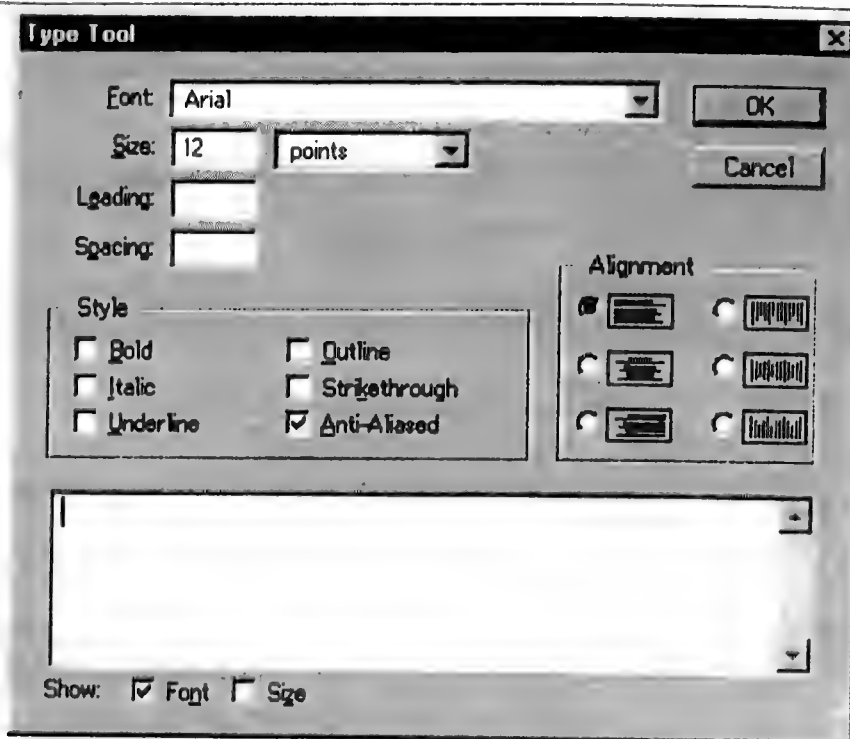 Type Tool
Font: Arial
OK
Size: 12 points
Cancel
Leading:
Spacing:
Alignment
Style
Bold
Outline
Italic
Strikethrough
Underline
Anti-Aliased
Show: Font Size